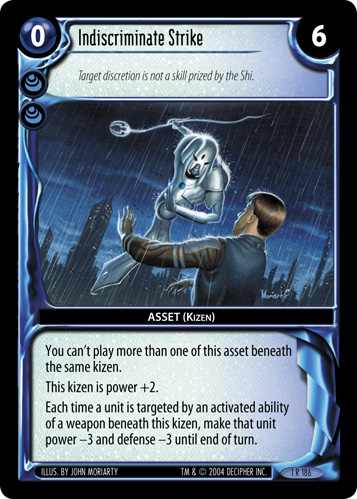 0 Indiscriminate Strike 6
Target discretion is not a skill prized by the Shi.
Moriarty
ASSET (KIZEN)
You can't play more than one of this asset beneath
the same kizen.
This kizen is power +2.
Each time a unit is targeted by an activated ability
of a weapon beneath this kizen, make that unit
power –3 and defense –3 until end of turn.
ILLUS. BY JOHN MORIARTY TM & © 2004 DECIPHER INC. 1 R 186